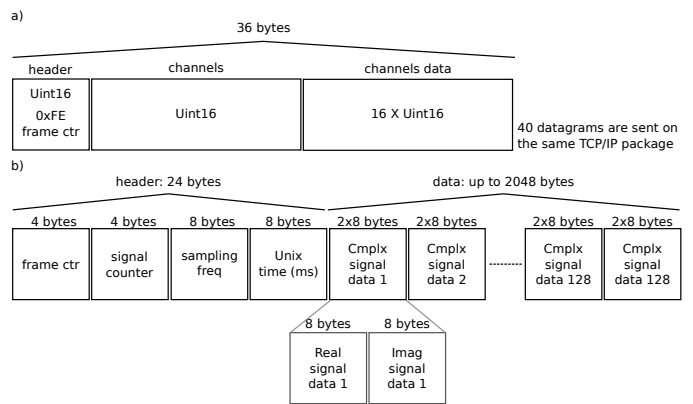 a)
36 bytes
header
channels
channels data
Uint16
0xFE
frame ctr
Uint16
16 X Uint16
40 datagrams are sent on
the same TCP/IP package
b)
header: 24 bytes
data: up to 2048 bytes
4 bytes
4 bytes
8 bytes
8 bytes
2x8 bytes
2x8 bytes
2x8 bytes
2x8 bytes
frame ctr
signal
counter
sampling
freq
Unix
time (ms)
Cmplx
signal
data 1
Cmplx
signal
data 2
Cmplx
signal
data 128
Cmplx
signal
data 128
8 bytes
8 bytes
Real
signal
data 1
Imag
signal
data 1